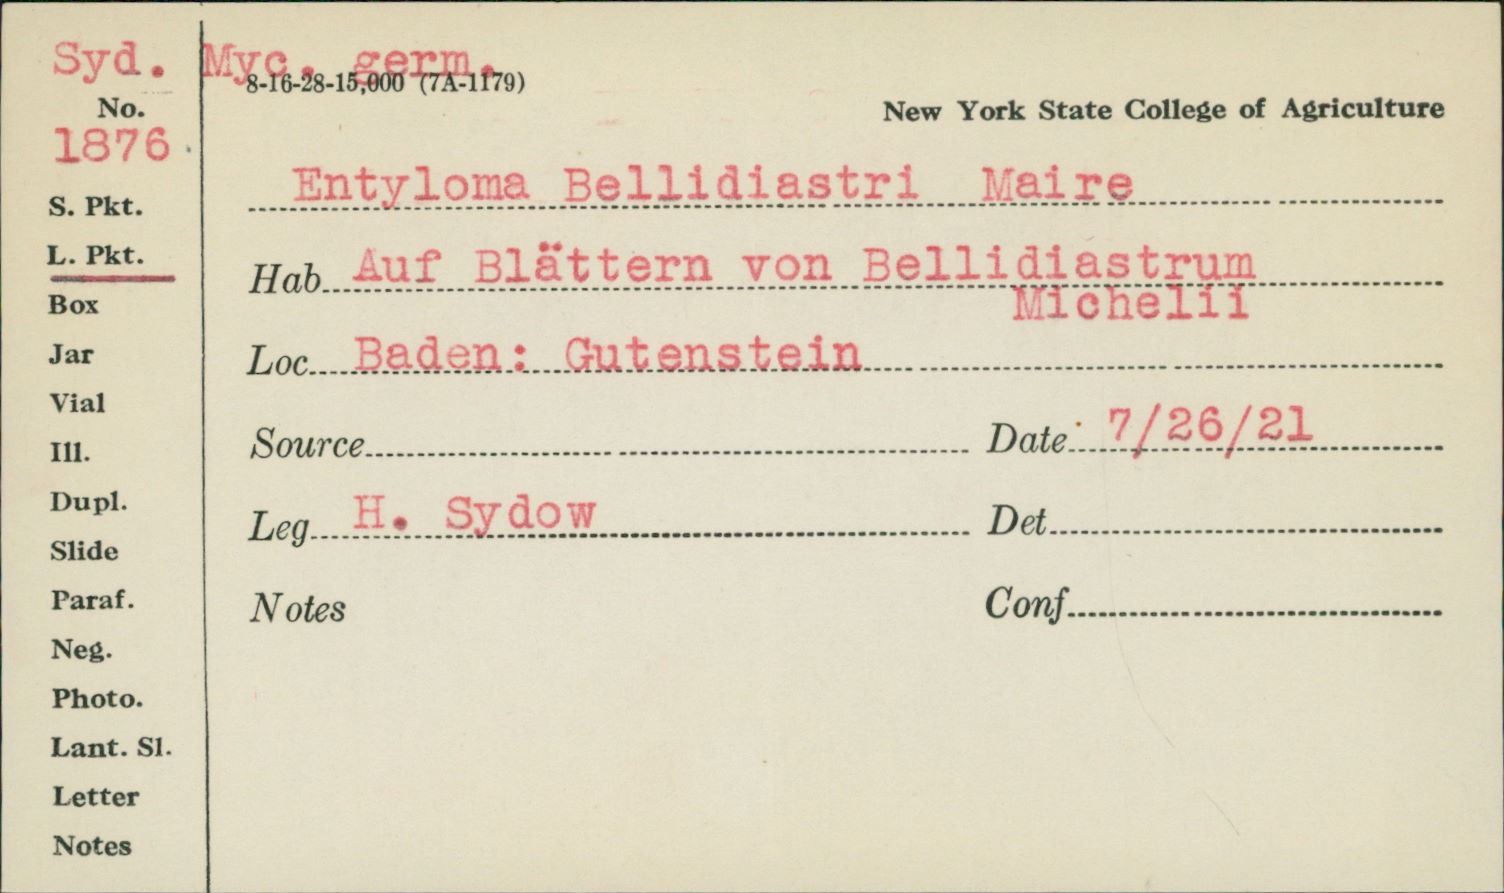 Syd. Myc. germ.
8-16-28-15,000 (7A-1179)
No.
New York State College of Agriculture
1876
Entyloma Bellidiastri Maire
S. Pkt.
L. Pkt.
Hab. Auf Blättern von Bellidiastrum
Michelii
Box
Jar
Loc. Baden: Gutenstein
Vial
Source
Date 7/26/21
Ill.
Dupl.
Leg. H. Sydow
Det
Slide
Paraf.
Notes
Conf
Neg.
Photo.
Lant. Sl.
Letter
Notes